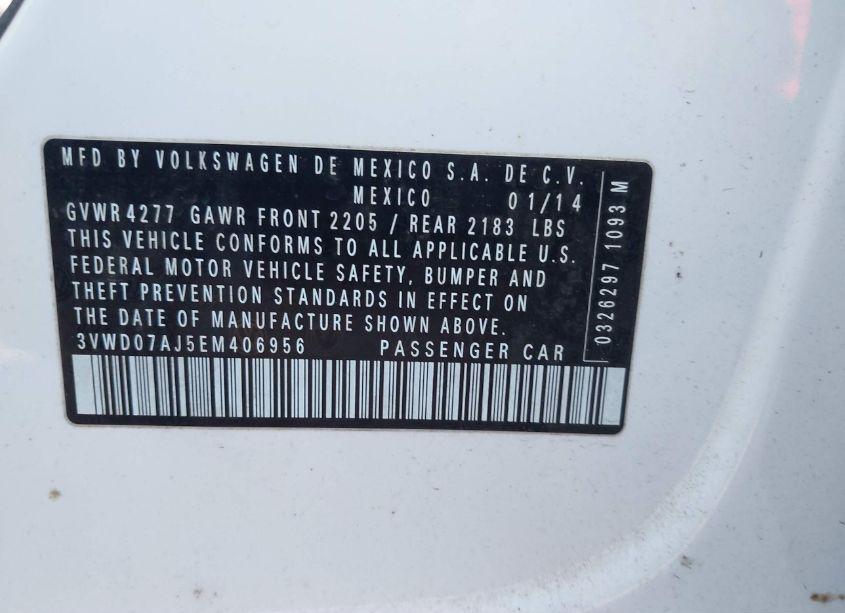 MFD BY VOLKSWAGEN DE MEXICO S.A. DE C.V.
MEXICO 01/14
GVWR 4277 GAWR FRONT 2205 / REAR 2183 LBS
THIS VEHICLE CONFORMS TO ALL APPLICABLE U.S.
FEDERAL MOTOR VEHICLE SAFETY, BUMPER AND
THEFT PREVENTION STANDARDS IN EFFECT ON
THE DATE OF MANUFACTURE SHOWN ABOVE.
3VWD07AJ5EM406956 PASSENGER CAR
0326297 1093 M